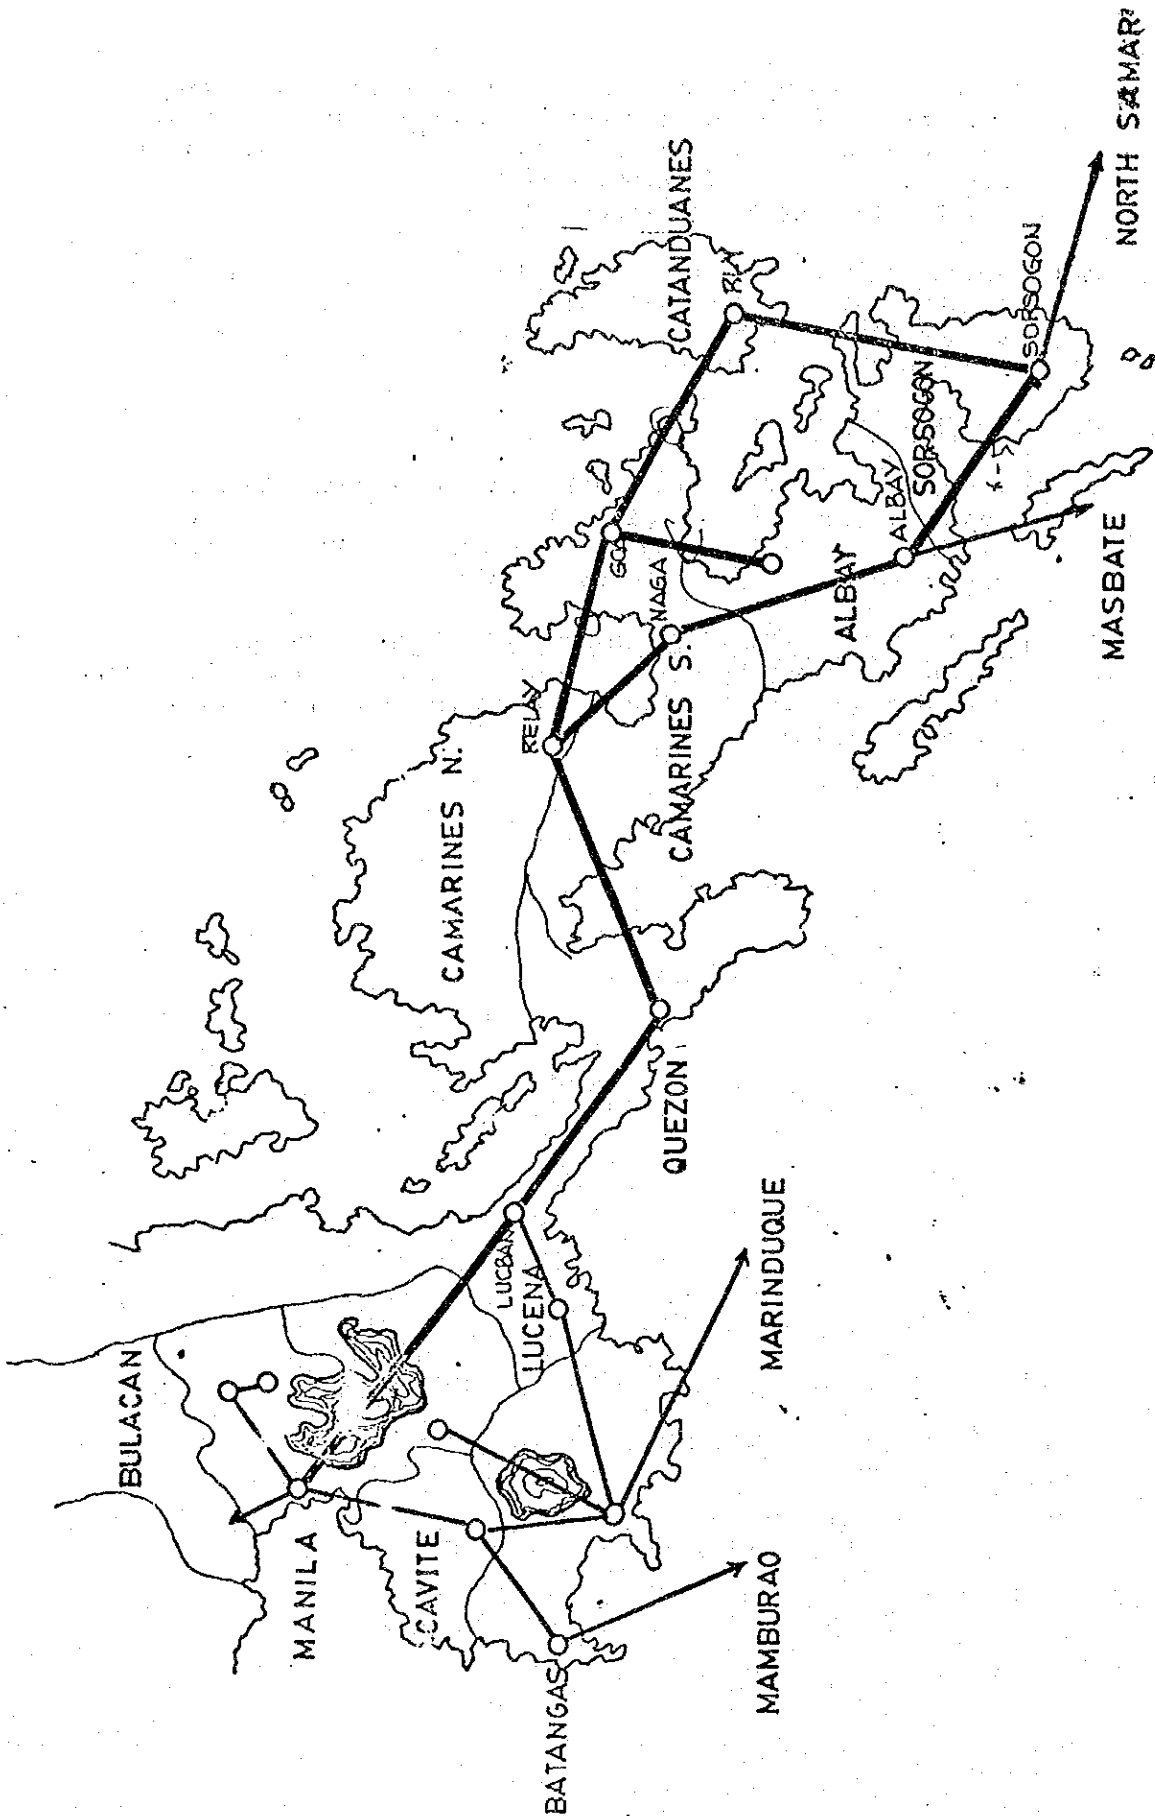 BULACAN
MANILA
CAVITE
BATANGAS
MAMBURAO
LUCBAN
LUCENA
MARINDUQUE
QUEZON
CAMARINES N.
RELAY
CAMARINES S.
NAGA
CATANDUANES
ALBAY
ALBAY
SORSOGON
SORSOGON
MASBATE
NORTH SAMAR